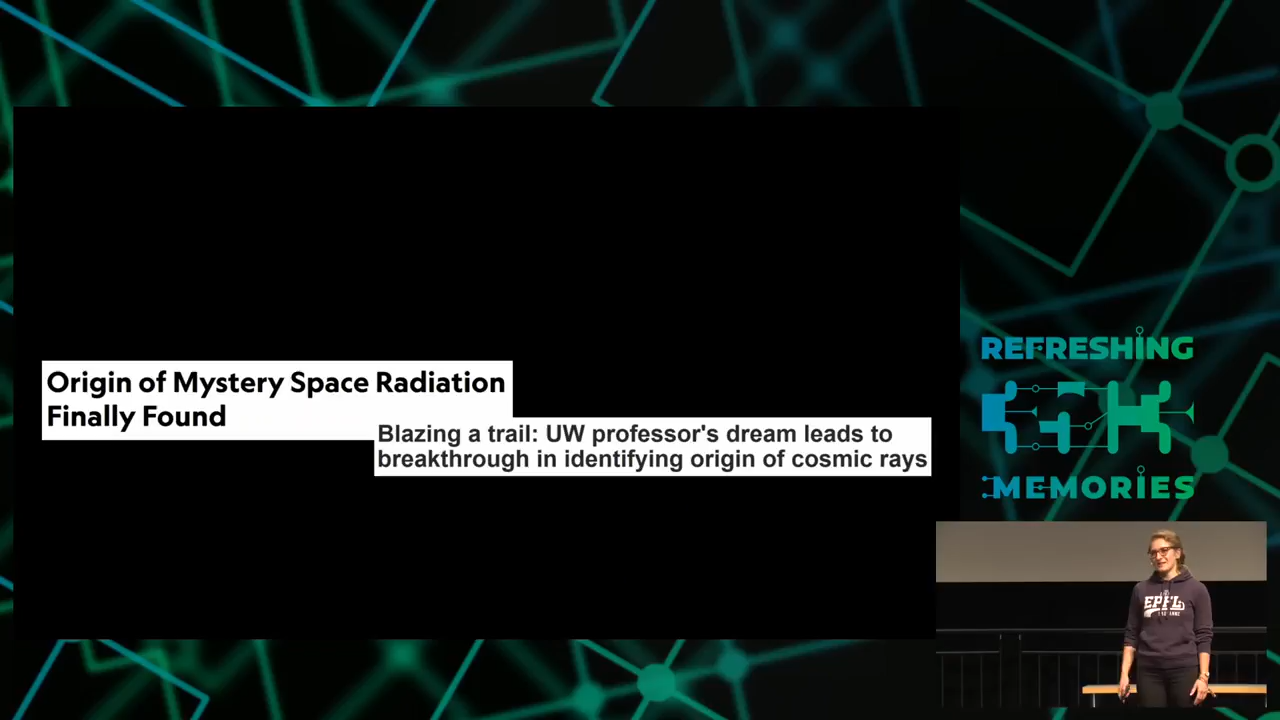 Origin of Mystery Space Radiation
Finally Found
Blazing a trail: UW professor's dream leads to
breakthrough in identifying origin of cosmic rays
REFRESHING
MEMORIES
EPFL